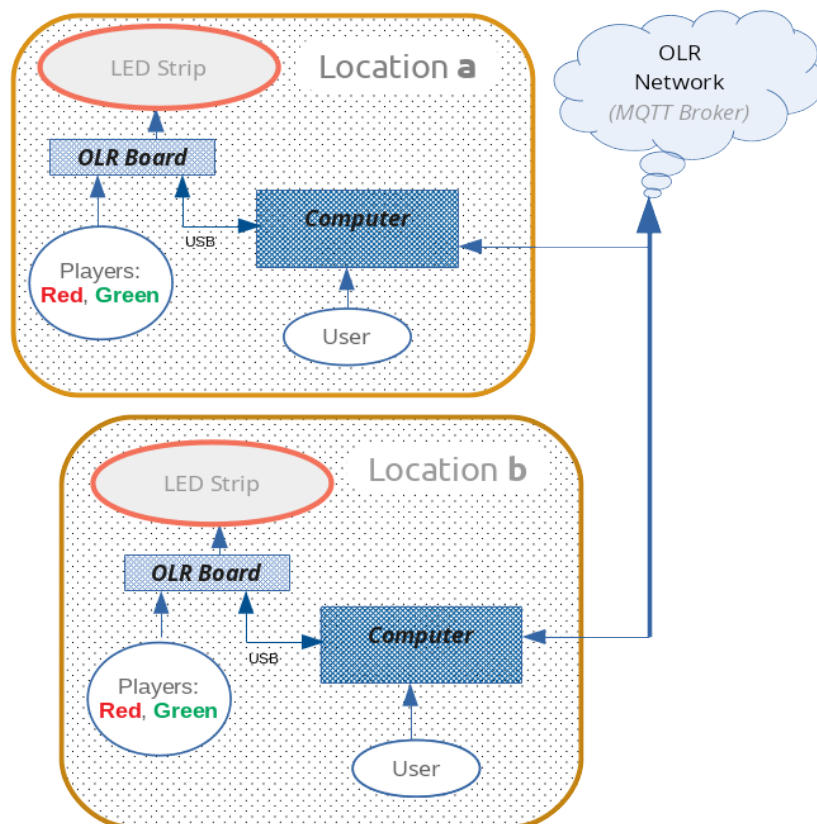 LED Strip
Location a
OLR Board
USB
Computer
Players:
Red, Green
User
OLR
Network
(MQTT Broker)
LED Strip
Location b
OLR Board
USB
Computer
Players:
Red, Green
User